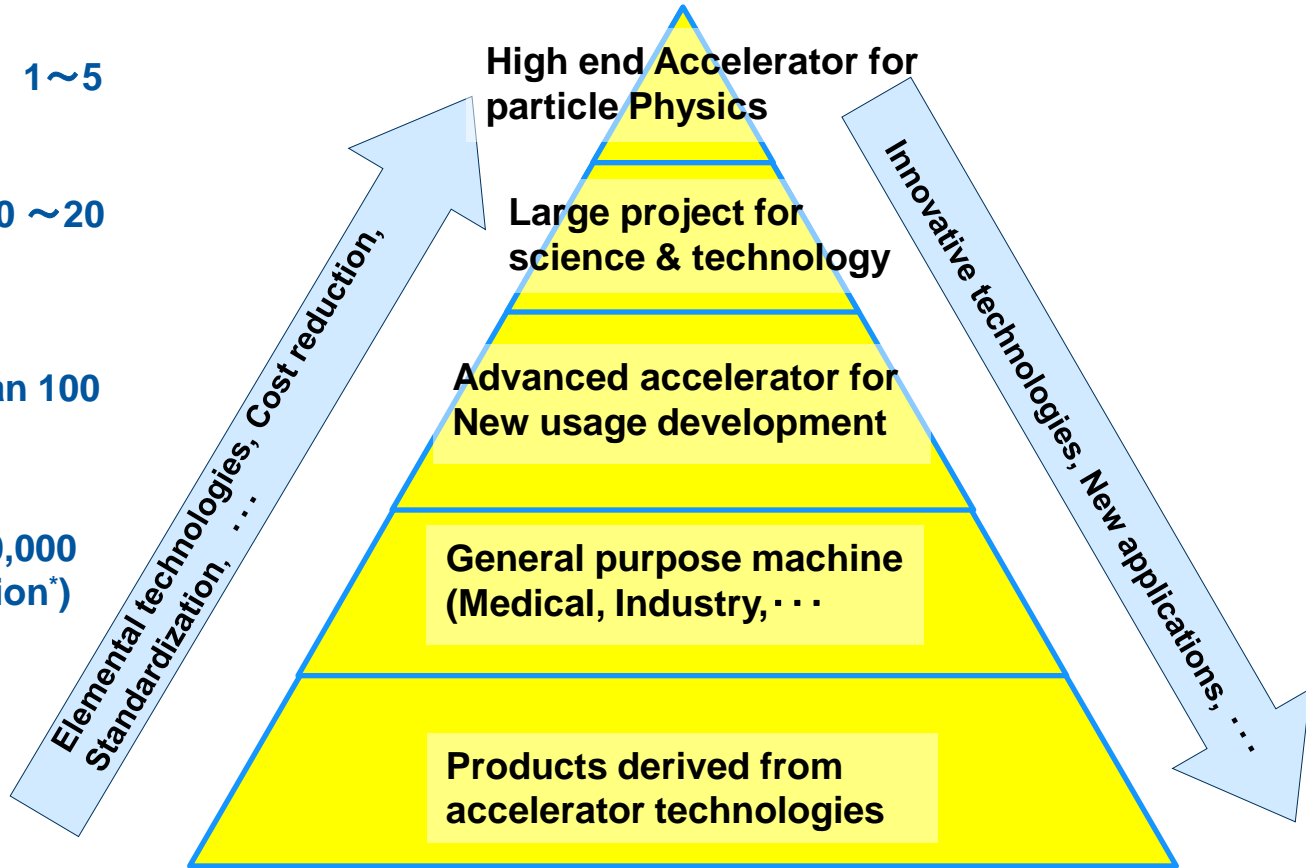 1～5
High end Accelerator for
particle Physics
0 ～20
Large project for
science & technology
an 100
Advanced accelerator for
New usage development
0,000
ion*)
General purpose machine
(Medical, Industry,･･･
Products derived from
accelerator technologies
Elemental technologies, Cost reduction,
Standardization, ･･･
Innovative technologies, New applications, ･･･